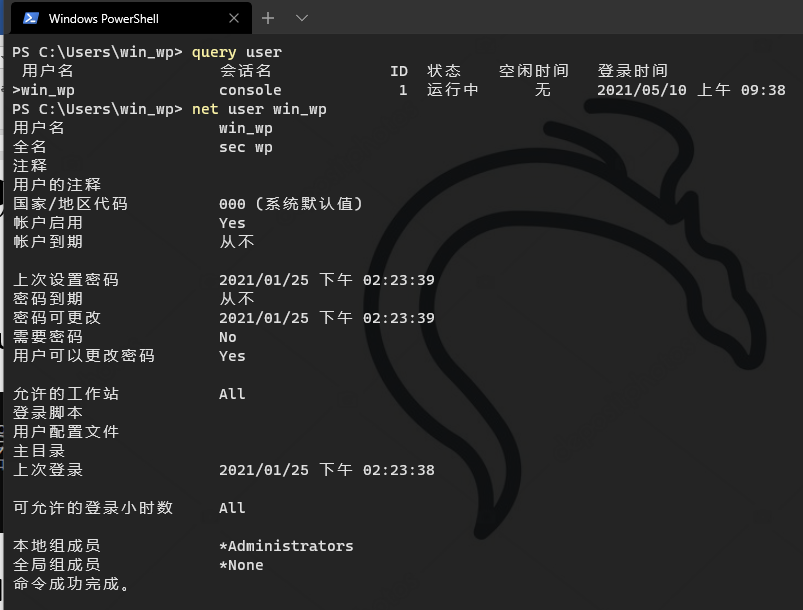 Windows PowerShell
PS C:\Users\win_wp> query user
用户名 会话名 ID 状态 空闲时间 登录时间
>win_wp console 1 运行中 无 2021/05/10 上午 09:38
PS C:\Users\win_wp> net user win_wp
用户名 win_wp
全名 sec wp
注释
用户的注释
国家/地区代码 000 (系统默认值)
帐户启用 Yes
帐户到期 从不
上次设置密码 2021/01/25 下午 02:23:39
密码到期 从不
密码可更改 2021/01/25 下午 02:23:39
需要密码 No
用户可以更改密码 Yes
允许的工作站 All
登录脚本
用户配置文件
主目录
上次登录 2021/01/25 下午 02:23:38
可允许的登录小时数 All
本地组成员 *Administrators
全局组成员 *None
命令成功完成。